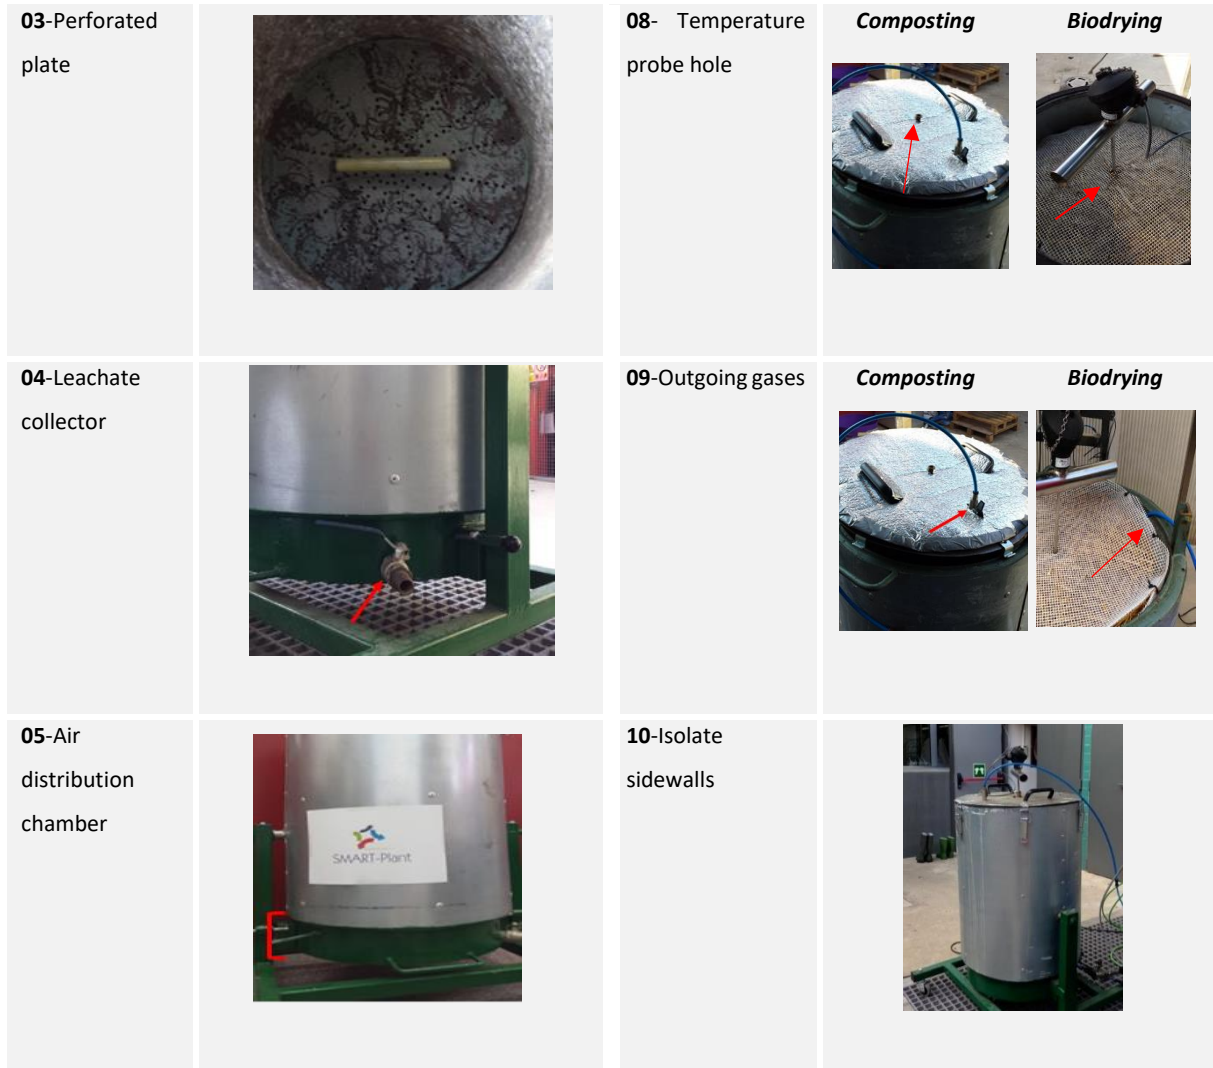 03-Perforated
plate
04-Leachate
collector
05-Air
distribution
chamber
SMART-Plant
08- Temperature
probe hole
Composting Biodrying
09-Outgoing gases
Composting Biodrying
10-Isolate
sidewalls